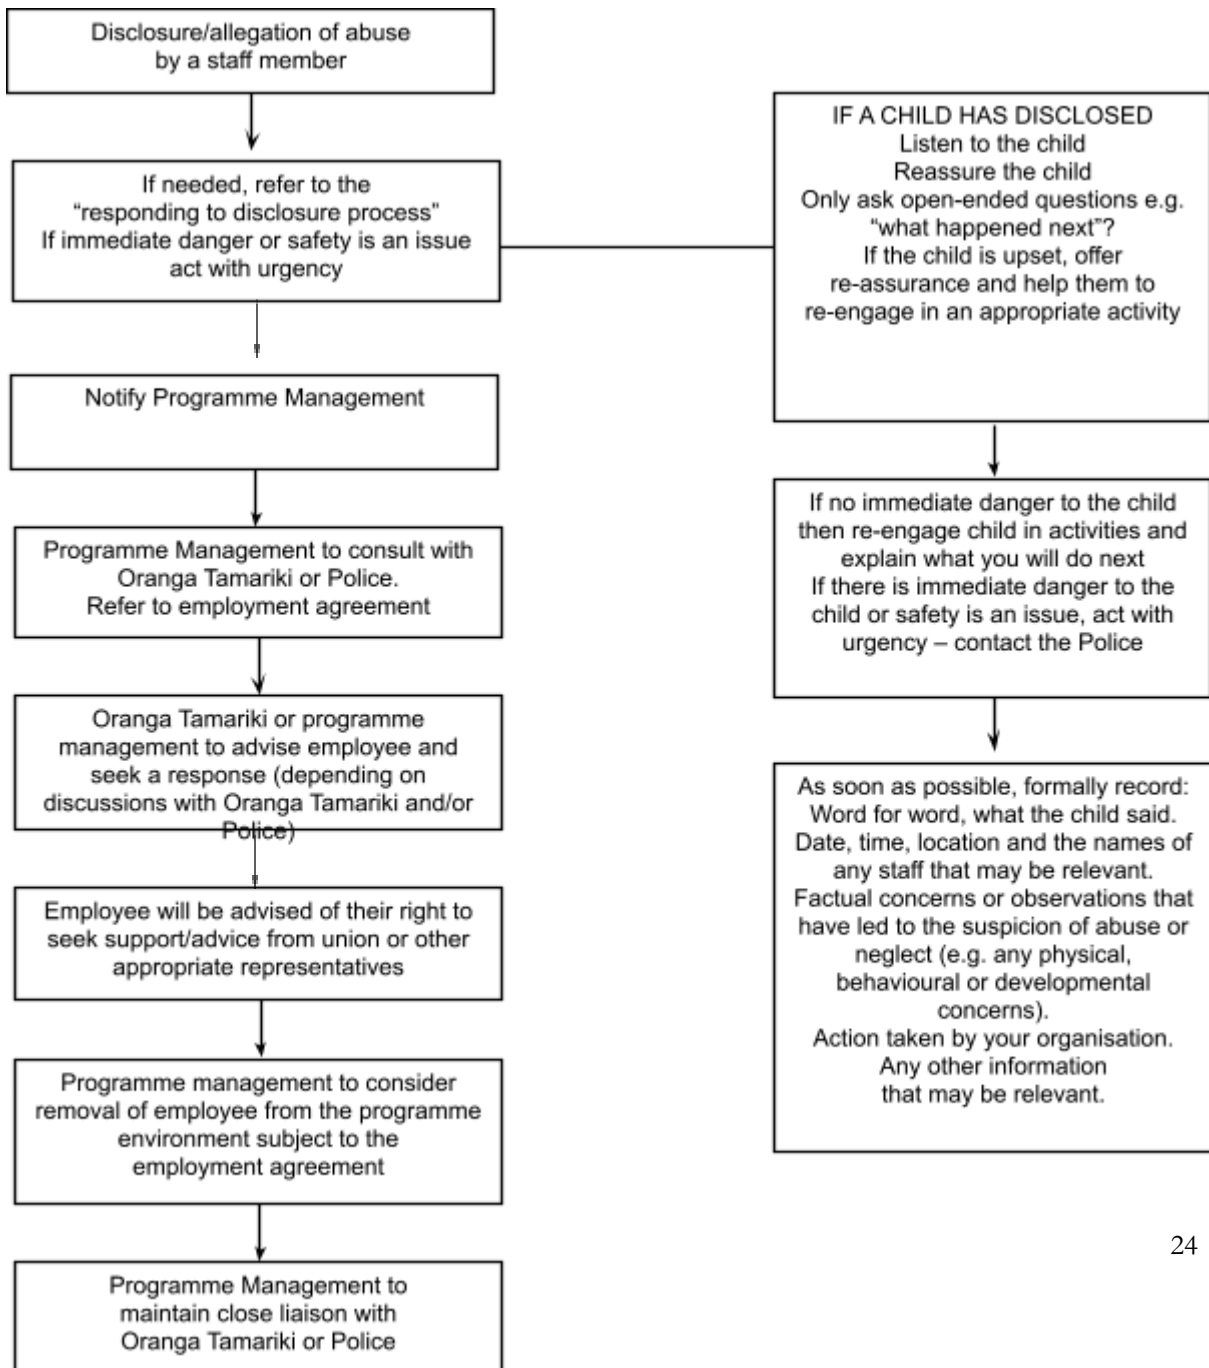 Disclosure/allegation of abuse
by a staff member
If needed, refer to the
“responding to disclosure process”
If immediate danger or safety is an issue
act with urgency
Notify Programme Management
Programme Management to consult with
Oranga Tamariki or Police.
Refer to employment agreement
Oranga Tamariki or programme
management to advise employee and
seek a response (depending on
discussions with Oranga Tamariki and/or
Police)
Employee will be advised of their right to
seek support/advice from union or other
appropriate representatives
Programme management to consider
removal of employee from the programme
environment subject to the
employment agreement
Programme Management to
maintain close liaison with
Oranga Tamariki or Police
IF A CHILD HAS DISCLOSED
Listen to the child
Reassure the child
Only ask open-ended questions e.g.
“what happened next”?
If the child is upset, offer
re-assurance and help them to
re-engage in an appropriate activity
If no immediate danger to the child
then re-engage child in activities and
explain what you will do next
If there is immediate danger to the
child or safety is an issue, act with
urgency – contact the Police
As soon as possible, formally record:
Word for word, what the child said.
Date, time, location and the names of
any staff that may be relevant.
Factual concerns or observations that
have led to the suspicion of abuse or
neglect (e.g. any physical,
behavioural or developmental
concerns).
Action taken by your organisation.
Any other information
that may be relevant.
24